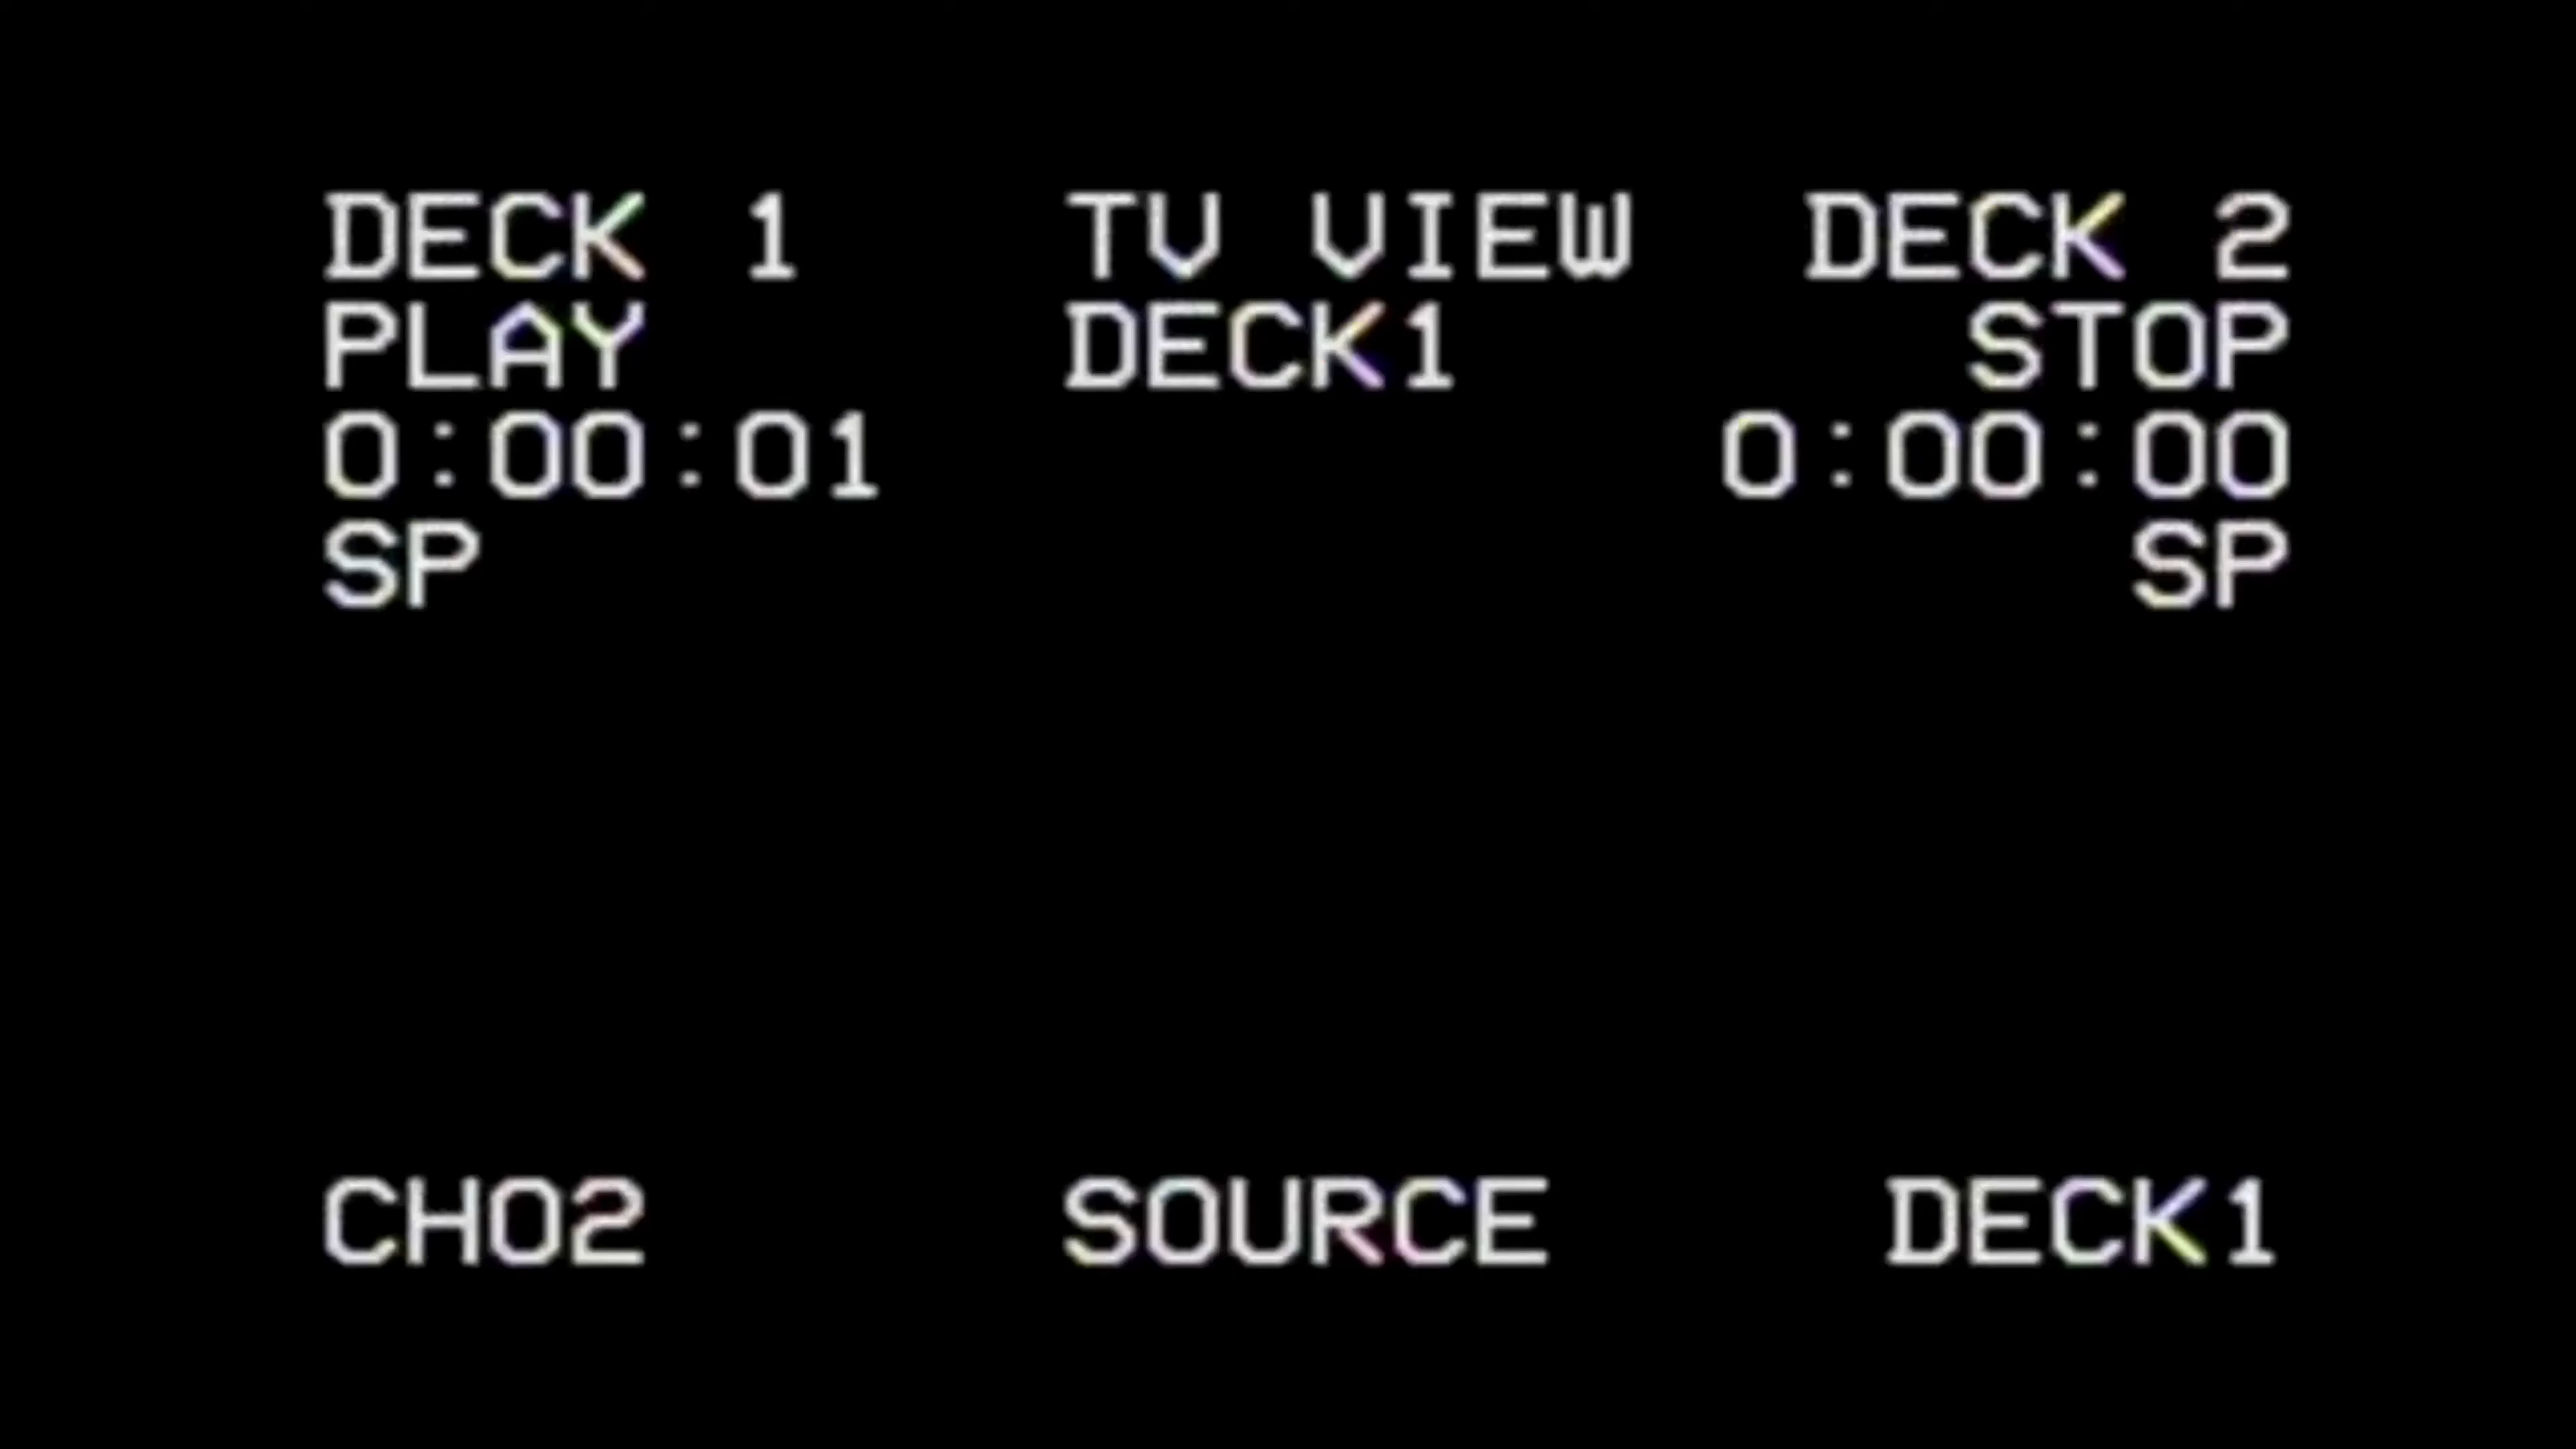 DECK 1 TV VIEW DECK 2
PLAY DECK1 STOP
0:00:01 0:00:00
SP SP
CH02 SOURCE DECK1